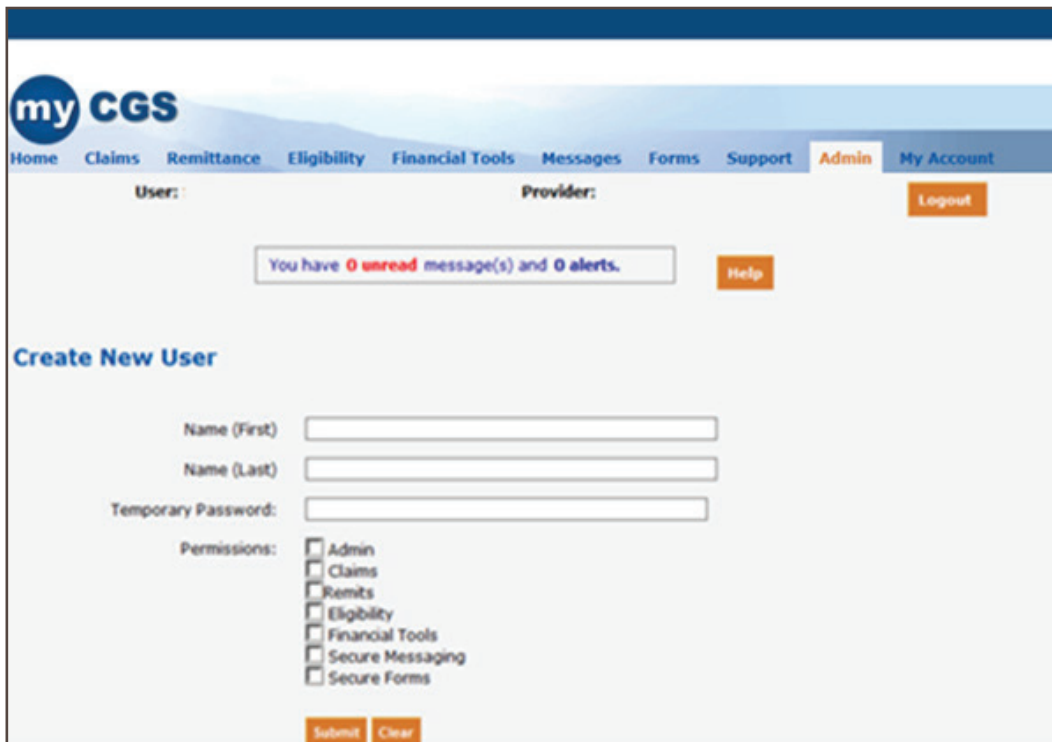 my CGS
Home Claims Remittance Eligibility Financial Tools Messages Forms Support Admin My Account
User: Provider: Logout
You have 0 unread message(s) and 0 alerts. Help
Create New User
Name (First)
Name (Last)
Temporary Password:
Permissions: Admin
Claims
Remits
Eligibility
Financial Tools
Secure Messaging
Secure Forms
Submit Clear